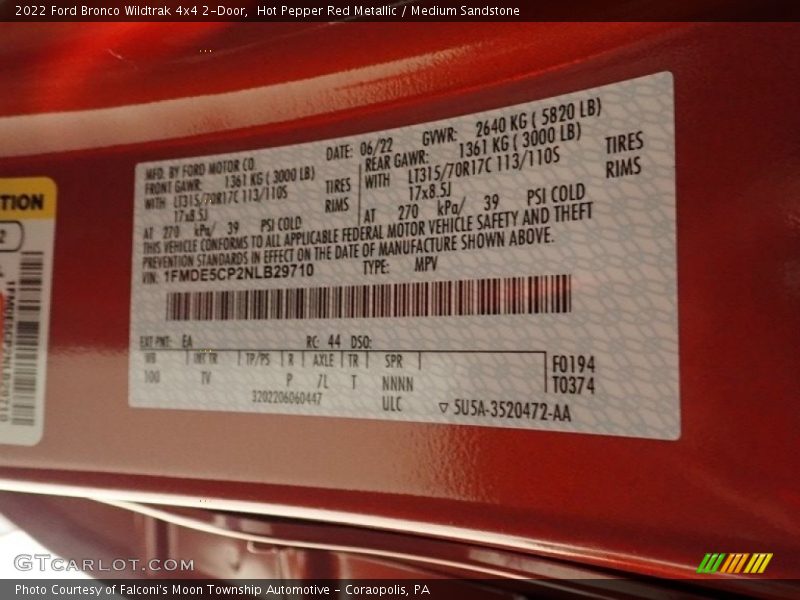 2022 Ford Bronco Wildtrak 4x4 2-Door,  Hot Pepper Red Metallic / Medium Sandstone
MFD. BY FORD MOTOR CO
DATE: 06/22
GVWR: 2640 KG ( 5820 LB)
FRONT GAWR: 1361 KG ( 3000 LB)
WITH LT315/70R17C 113/110S TIRES
17x8.5J RIMS
AT 270 kPa/ 39 PSI COLD
REAR GAWR: 1361 KG ( 3000 LB)
WITH LT315/70R17C 113/110S TIRES
17x8.5J RIMS
AT 270 kPa/ 39 PSI COLD
THIS VEHICLE CONFORMS TO ALL APPLICABLE FEDERAL MOTOR VEHICLE SAFETY AND THEFT
PREVENTION STANDARDS IN EFFECT ON THE DATE OF MANUFACTURE SHOWN ABOVE.
VIN: 1FMDE5CP2NLB29710 TYPE: MPV
EXT PNT: EA RC: 44 DSO:
WB INT TR TP/PS R AXLE TR SPR
100 TV P 7L T NNNN
F0194
T0374
3202206060447 ULC ▽ 5U5A-3520472-AA
TION
1FMDE5CP2NLB29710
GTCARLOT.COM
Photo Courtesy of Falconi's Moon Township Automotive - Coraopolis, PA